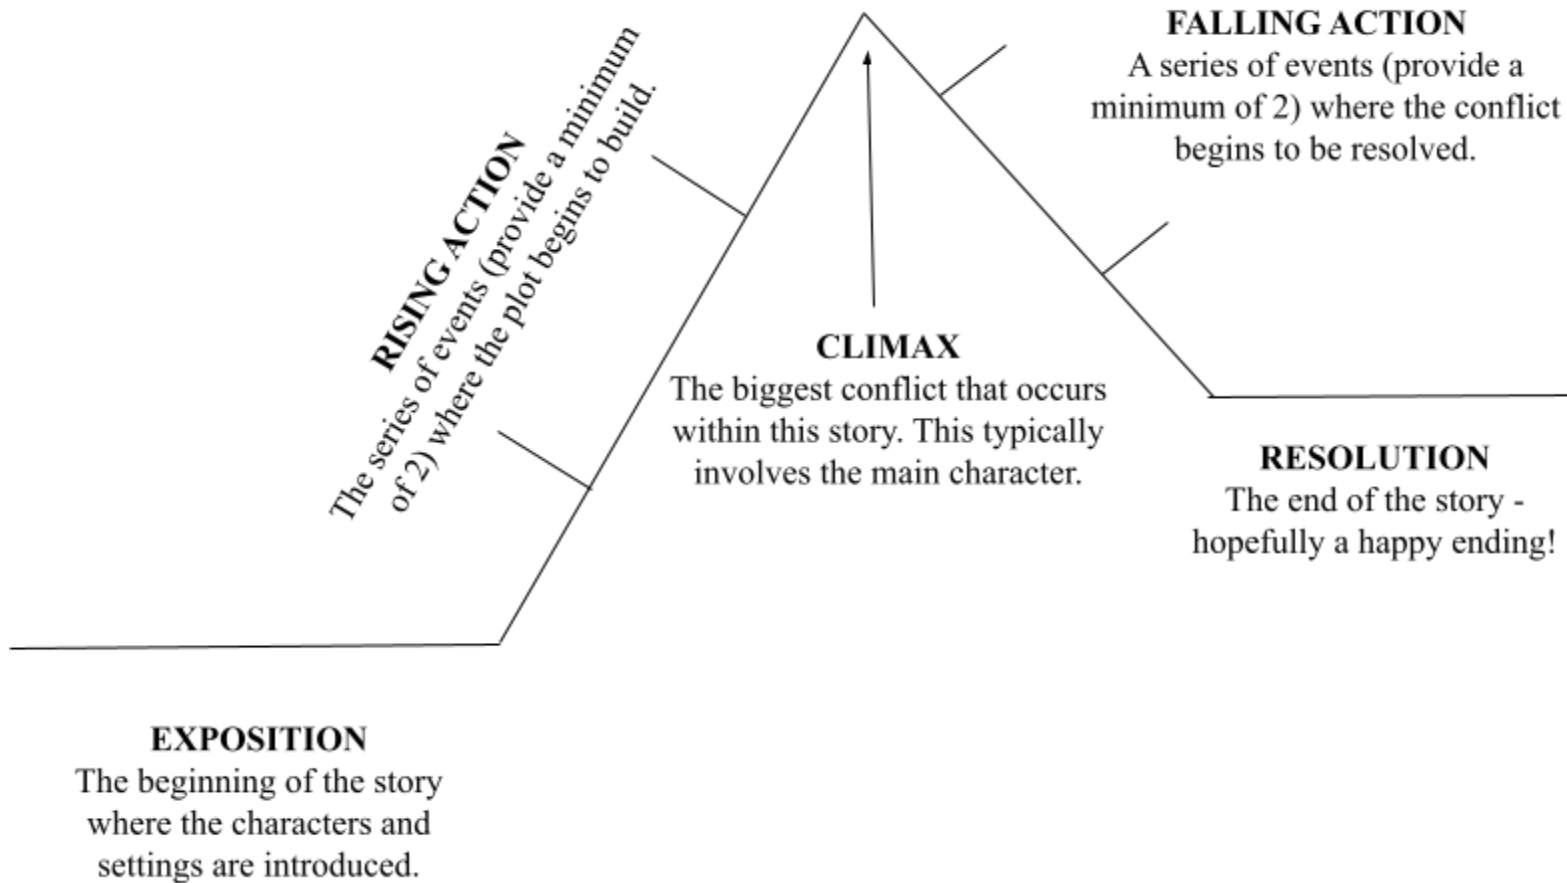 EXPOSITION
The beginning of the story
where the characters and
settings are introduced.
RISING ACTION
The series of events (provide a minimum
of 2) where the plot begins to build.
CLIMAX
The biggest conflict that occurs
within this story. This typically
involves the main character.
FALLING ACTION
A series of events (provide a
minimum of 2) where the conflict
begins to be resolved.
RESOLUTION
The end of the story -
hopefully a happy ending!